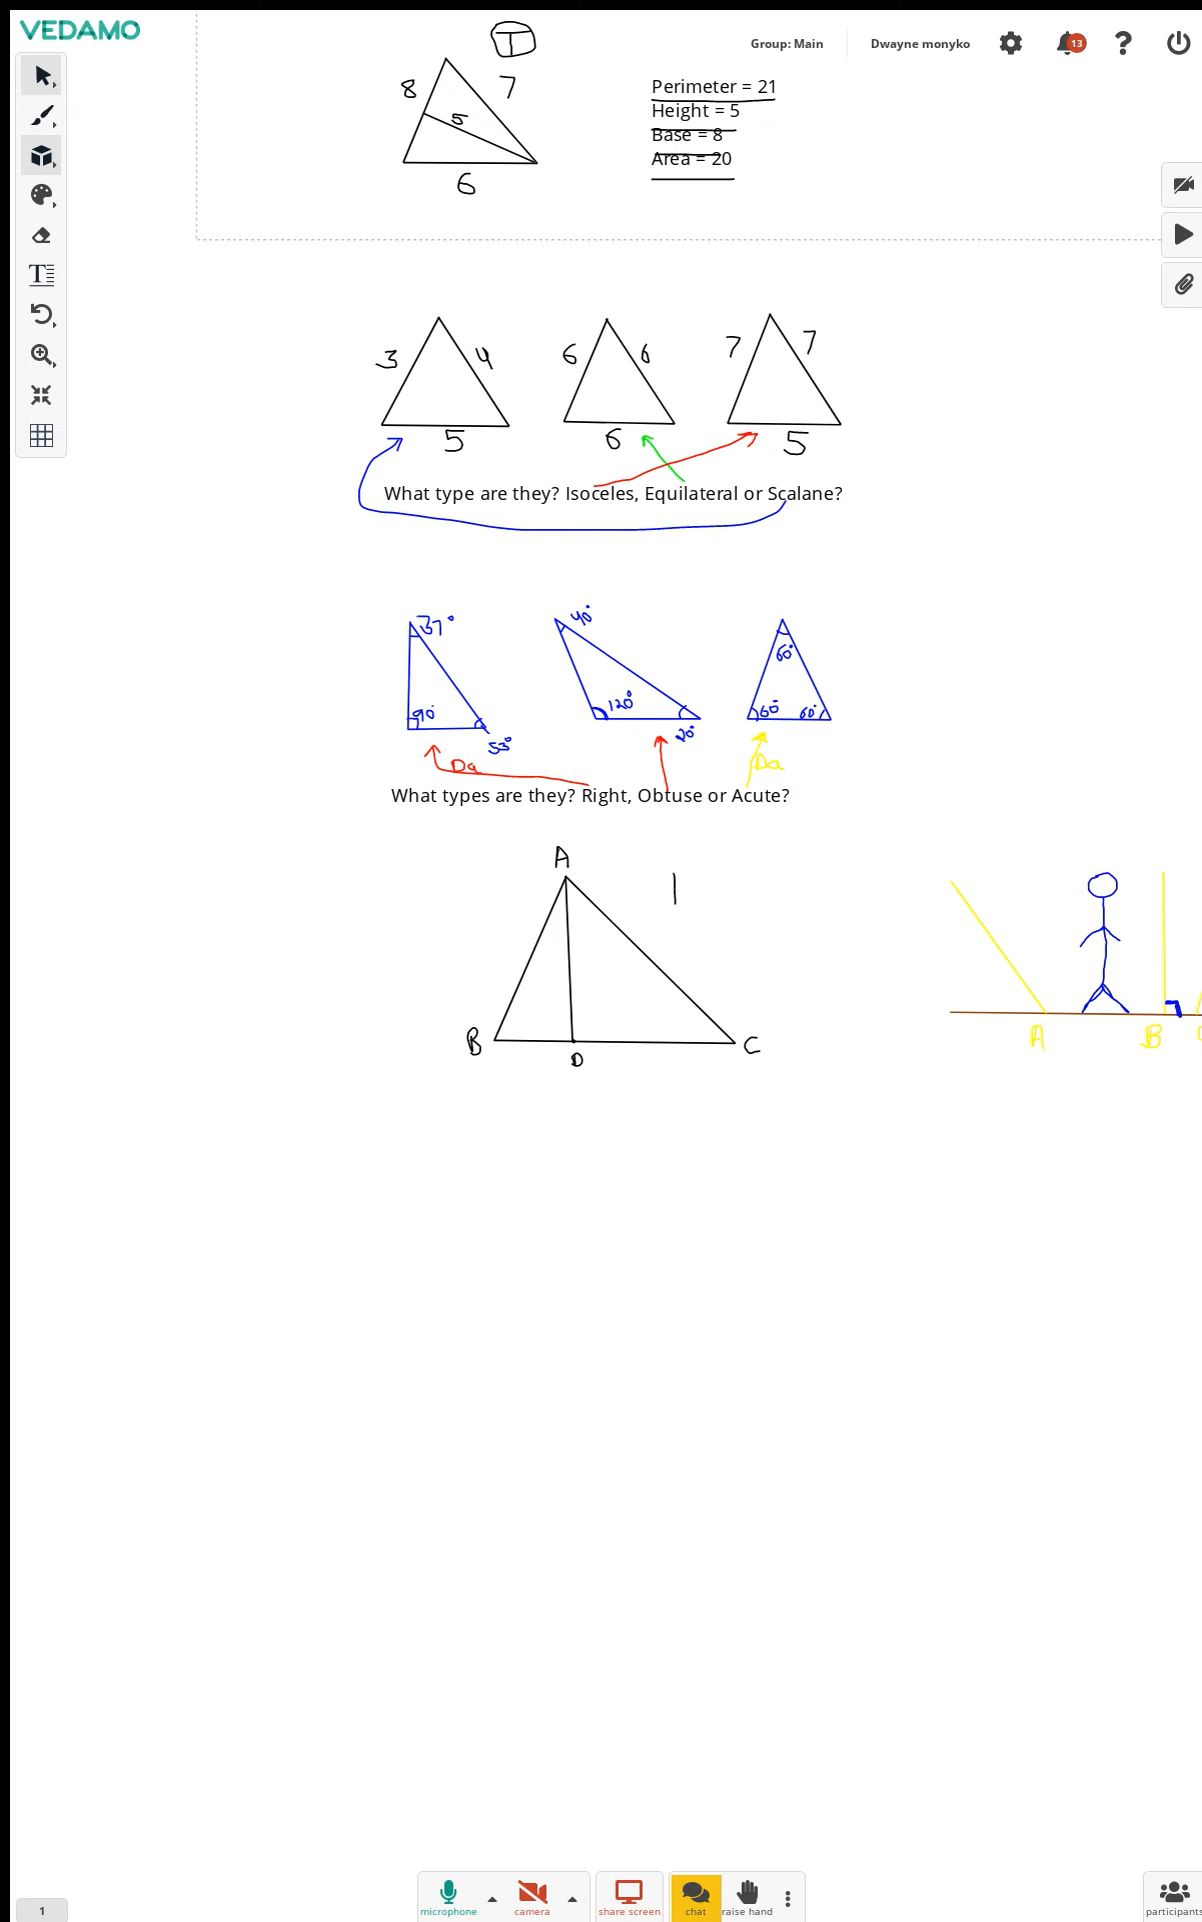 VEDAMO
Group: Main
Dwayne monyko
13
T
8
7
5
6
Perimeter = 21
Height = 5
Base = 8
Area = 20
3
4
5
6
6
6
7
7
5
What type are they? Isoceles, Equilateral or Scalane?
37°
90°
53°
40°
120°
20°
60°
60°
60°
Da
Da
What types are they? Right, Obtuse or Acute?
A
B
D
C
A
B
1
microphone
camera
share screen
chat
raise hand
participants